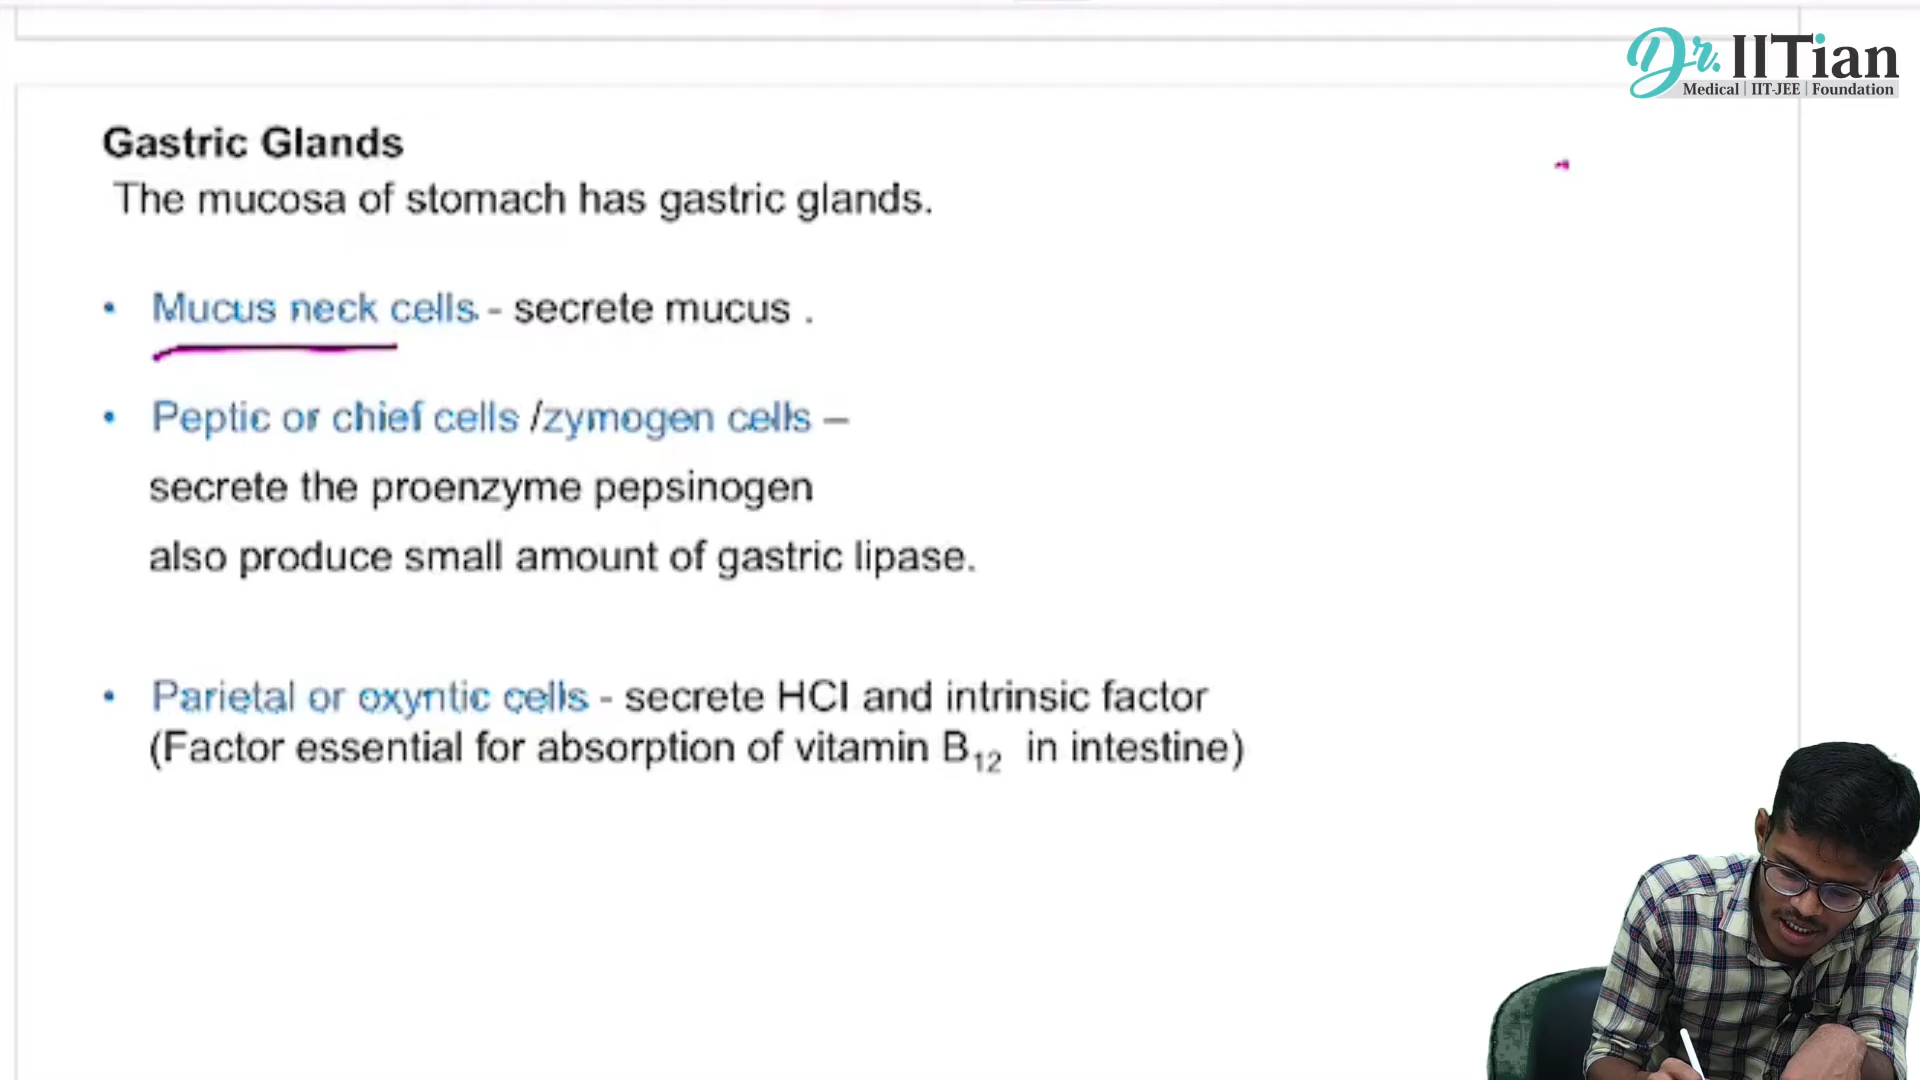 Dr. IITian
Medical | IIT-JEE | Foundation
Gastric Glands
The mucosa of stomach has gastric glands.
• Mucus neck cells - secrete mucus .
• Peptic or chief cells /zymogen cells –
secrete the proenzyme pepsinogen
also produce small amount of gastric lipase.
• Parietal or oxyntic cells - secrete HCl and intrinsic factor
(Factor essential for absorption of vitamin B₁₂ in intestine)